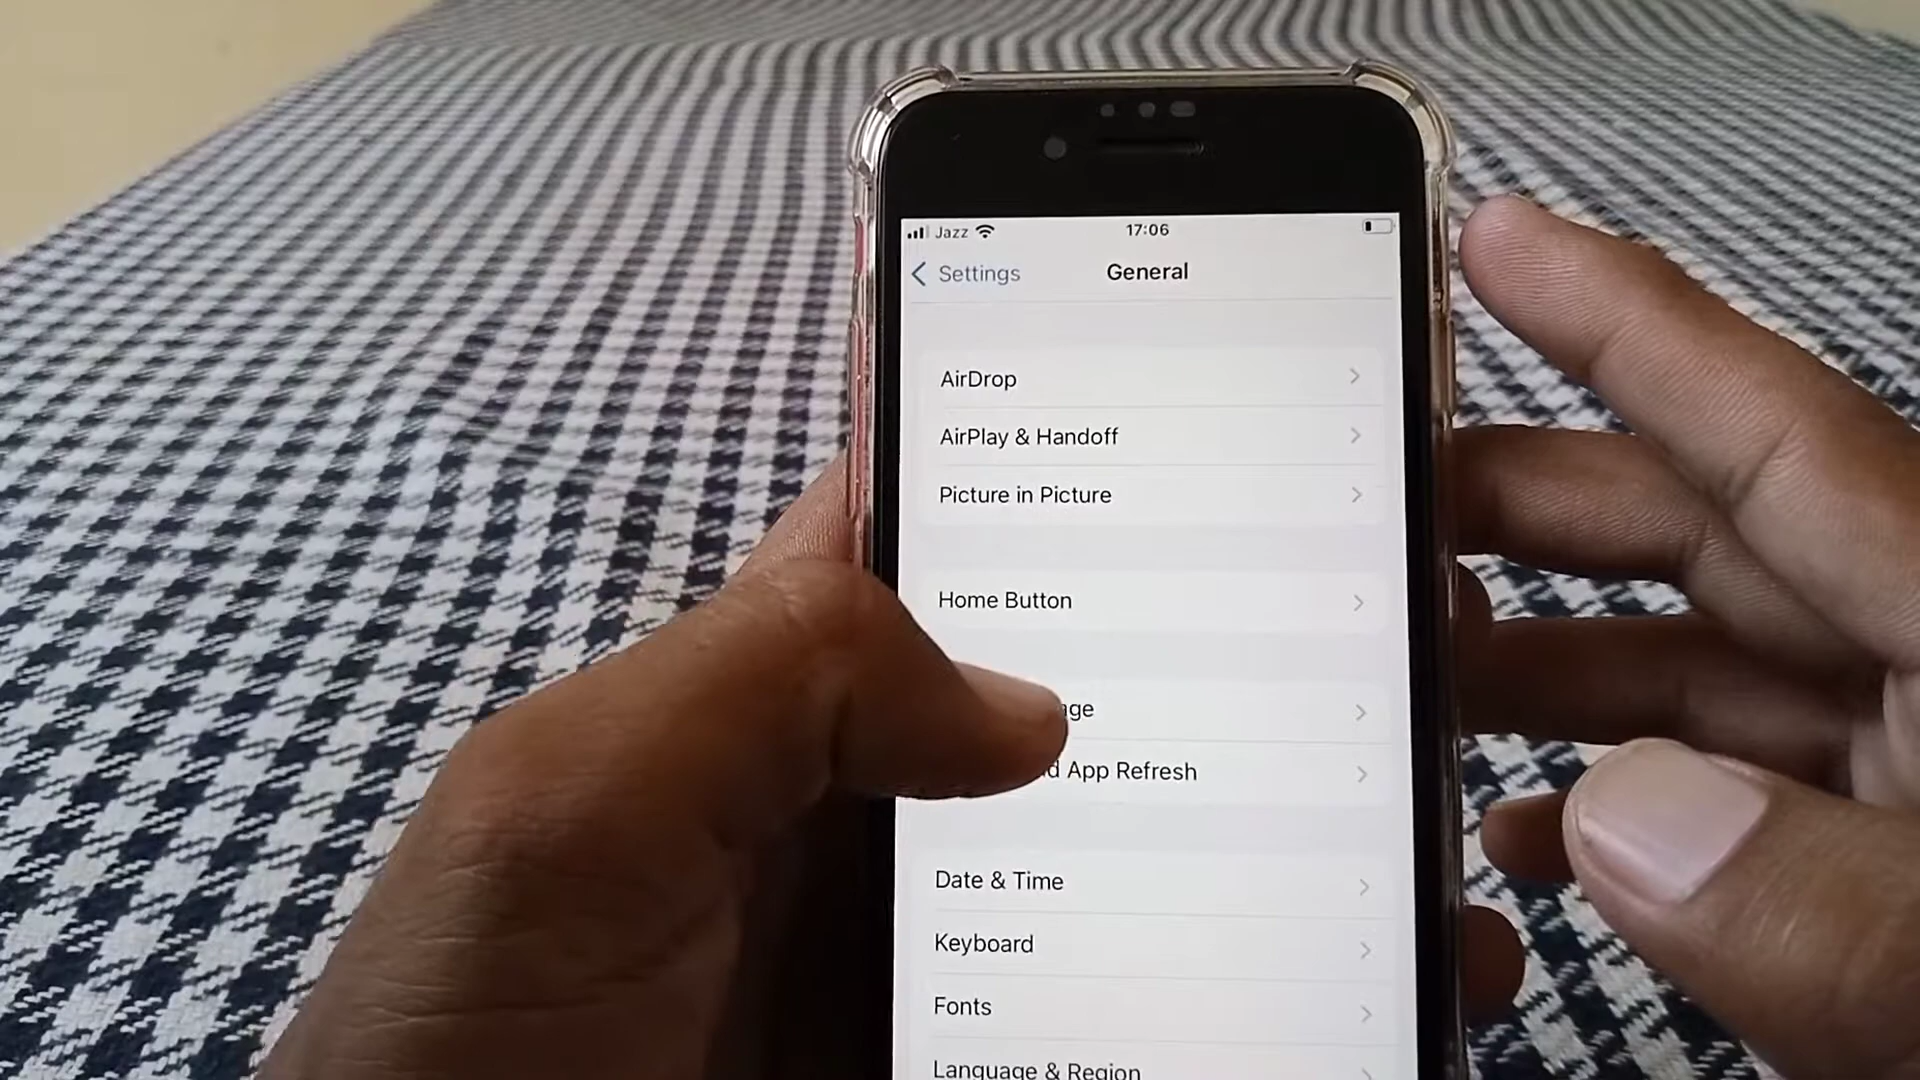 Jazz 17:06
Settings General
AirDrop
AirPlay & Handoff
Picture in Picture
Home Button
App Refresh
Date & Time
Keyboard
Fonts
Language & Region